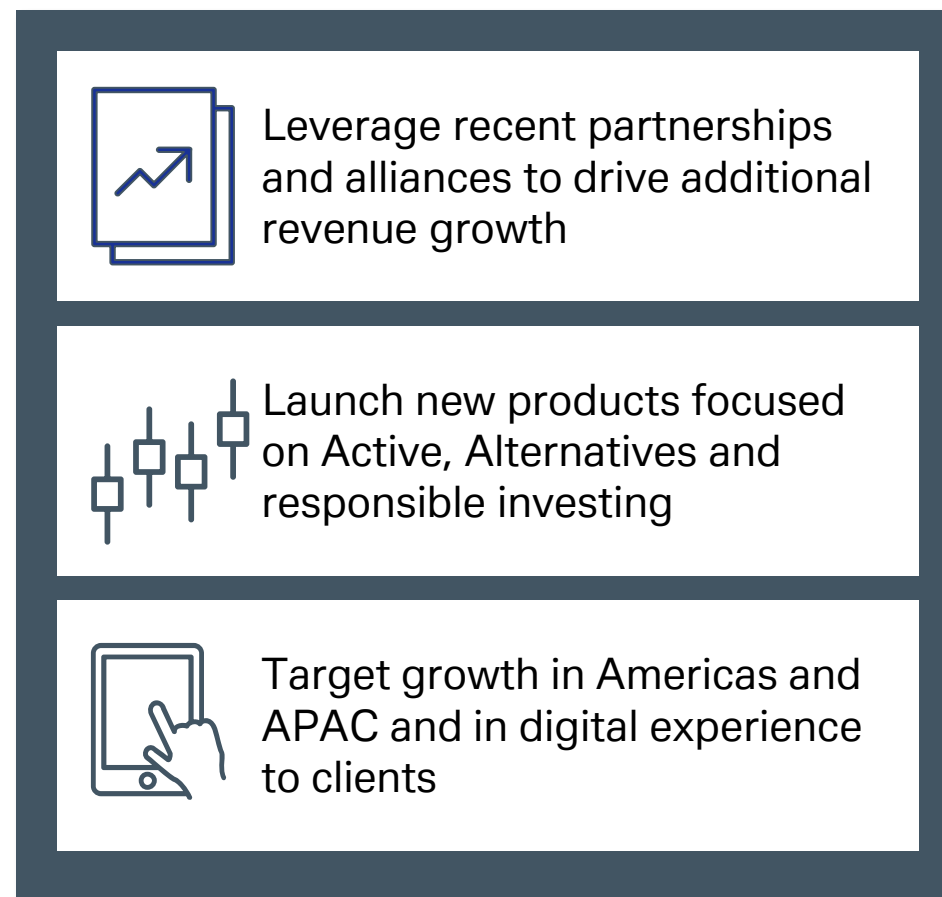 Leverage recent partnerships
and alliances to drive additional
revenue growth
Launch new products focused
on Active, Alternatives and
responsible investing
Target growth in Americas and
APAC and in digital experience
to clients